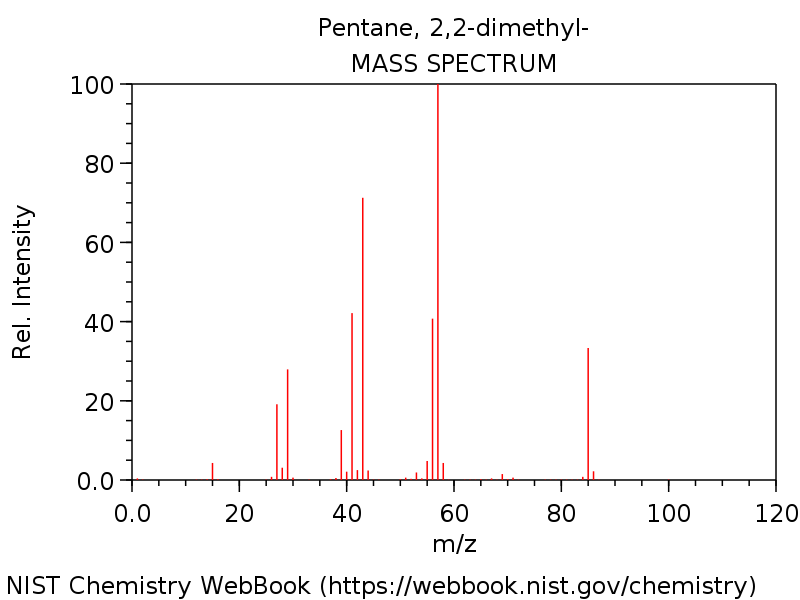 Pentane, 2,2-dimethyl-
MASS SPECTRUM
100
80
60
40
20
0.0
Rel. Intensity
0.0 20 40 60 80 100 120
m/z
NIST Chemistry WebBook (https://webbook.nist.gov/chemistry)